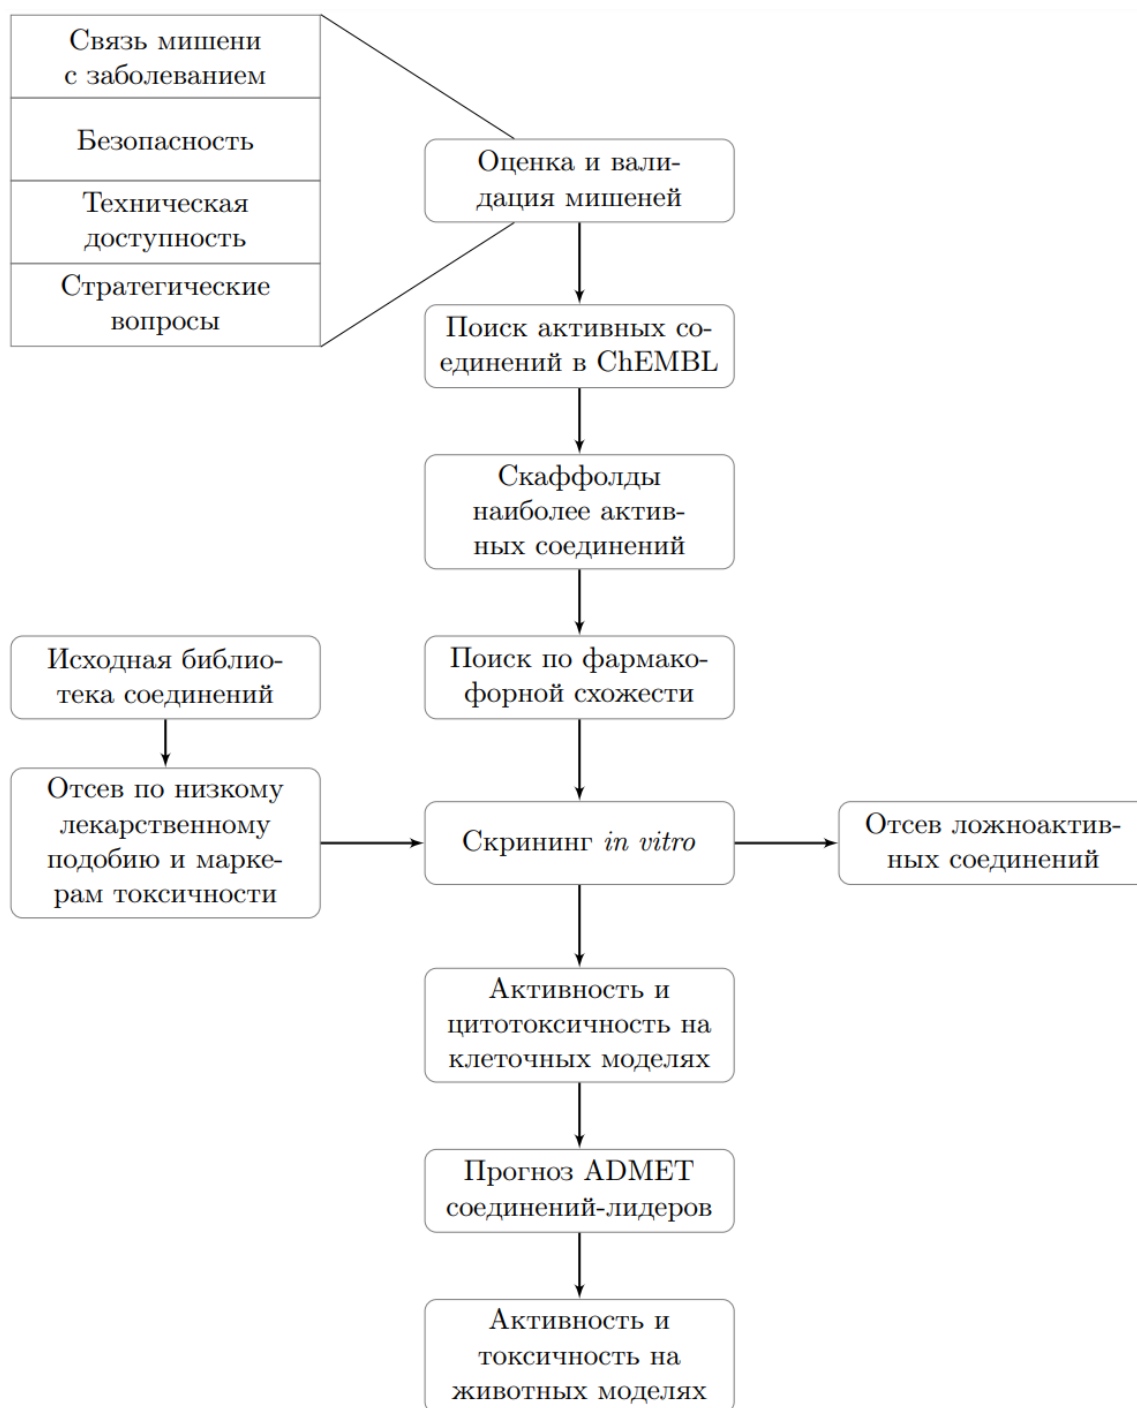 Связь мишени
с заболеванием
Безопасность
Техническая
доступность
Стратегические
вопросы
Оценка и вали-
дация мишеней
Поиск активных со-
единений в ChEMBL
Скаффолды
наиболее актив-
ных соединений
Исходная библио-
тека соединений
Поиск по фармако-
форной схожести
Отсев по низкому
лекарственному
подобию и марке-
рам токсичности
Скрининг in vitro
Отсев ложноактив-
ных соединений
Активность и
цитотоксичность на
клеточных моделях
Прогноз ADMET
соединений-лидеров
Активность и
токсичность на
животных моделях